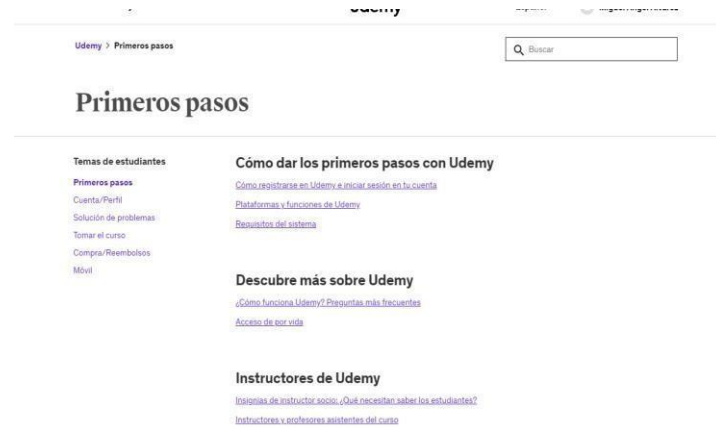 Udemy > Primeros pasos
Buscar
Primeros pasos
Temas de estudiantes
Primeros pasos
Cuenta/Perfil
Solución de problemas
Tomar el curso
Compra/Reembolsos
Móvil
Cómo dar los primeros pasos con Udemy
Cómo registrarse en Udemy e iniciar sesión en tu cuenta
Plataformas y funciones de Udemy
Requisitos del sistema
Descubre más sobre Udemy
¿Cómo funciona Udemy? Preguntas más frecuentes
Acceso de por vida
Instructores de Udemy
Insignias de instructor socio: ¿Qué necesitan saber los estudiantes?
Instructores y profesores asistentes del curso